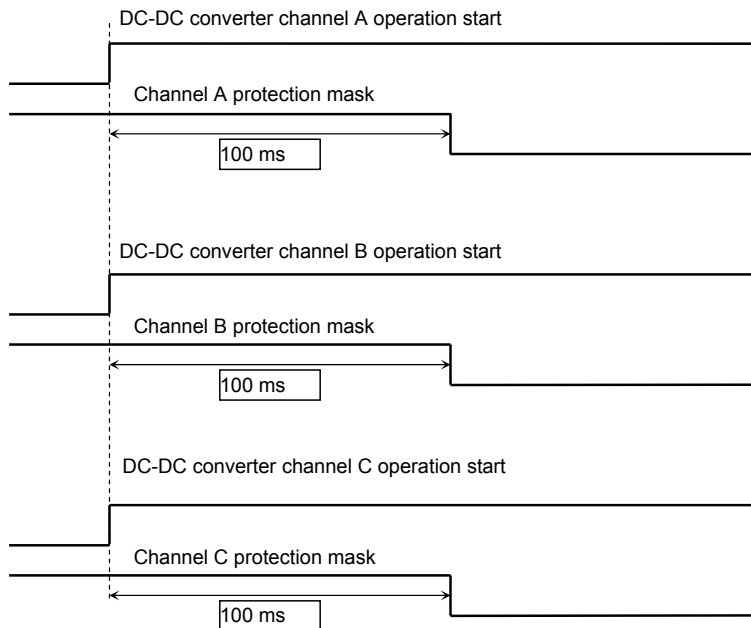 DC-DC converter channel A operation start
Channel A protection mask
100 ms
DC-DC converter channel B operation start
Channel B protection mask
100 ms
DC-DC converter channel C operation start
Channel C protection mask
100 ms